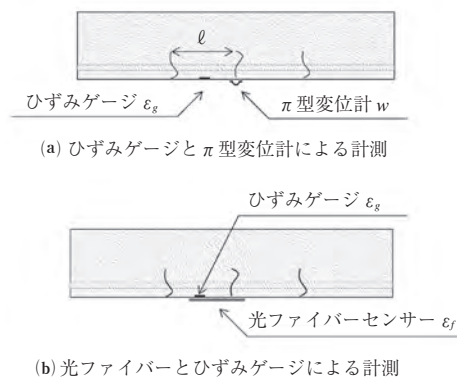 ℓ
ひずみゲージ εg π型変位計 w
(a) ひずみゲージとπ型変位計による計測
ひずみゲージ εg
光ファイバーセンサー εf
(b) 光ファイバーとひずみゲージによる計測